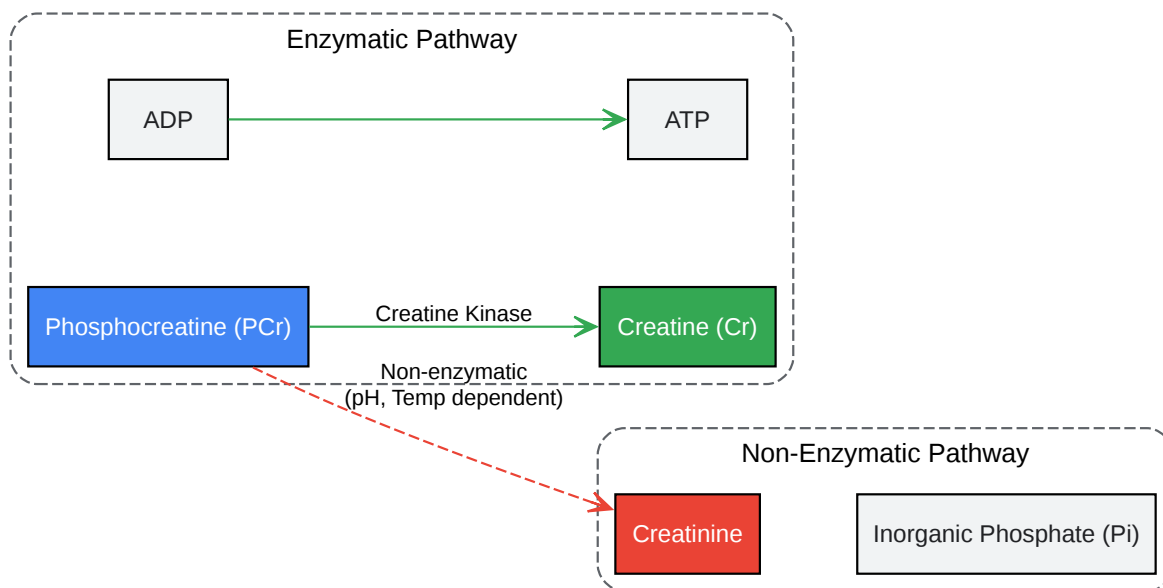 Enzymatic Pathway
ADP
ATP
Phosphocreatine (PCr)
Creatine Kinase
Creatine (Cr)
Non-enzymatic
(pH, Temp dependent)
Non-Enzymatic Pathway
Creatinine
Inorganic Phosphate (Pi)